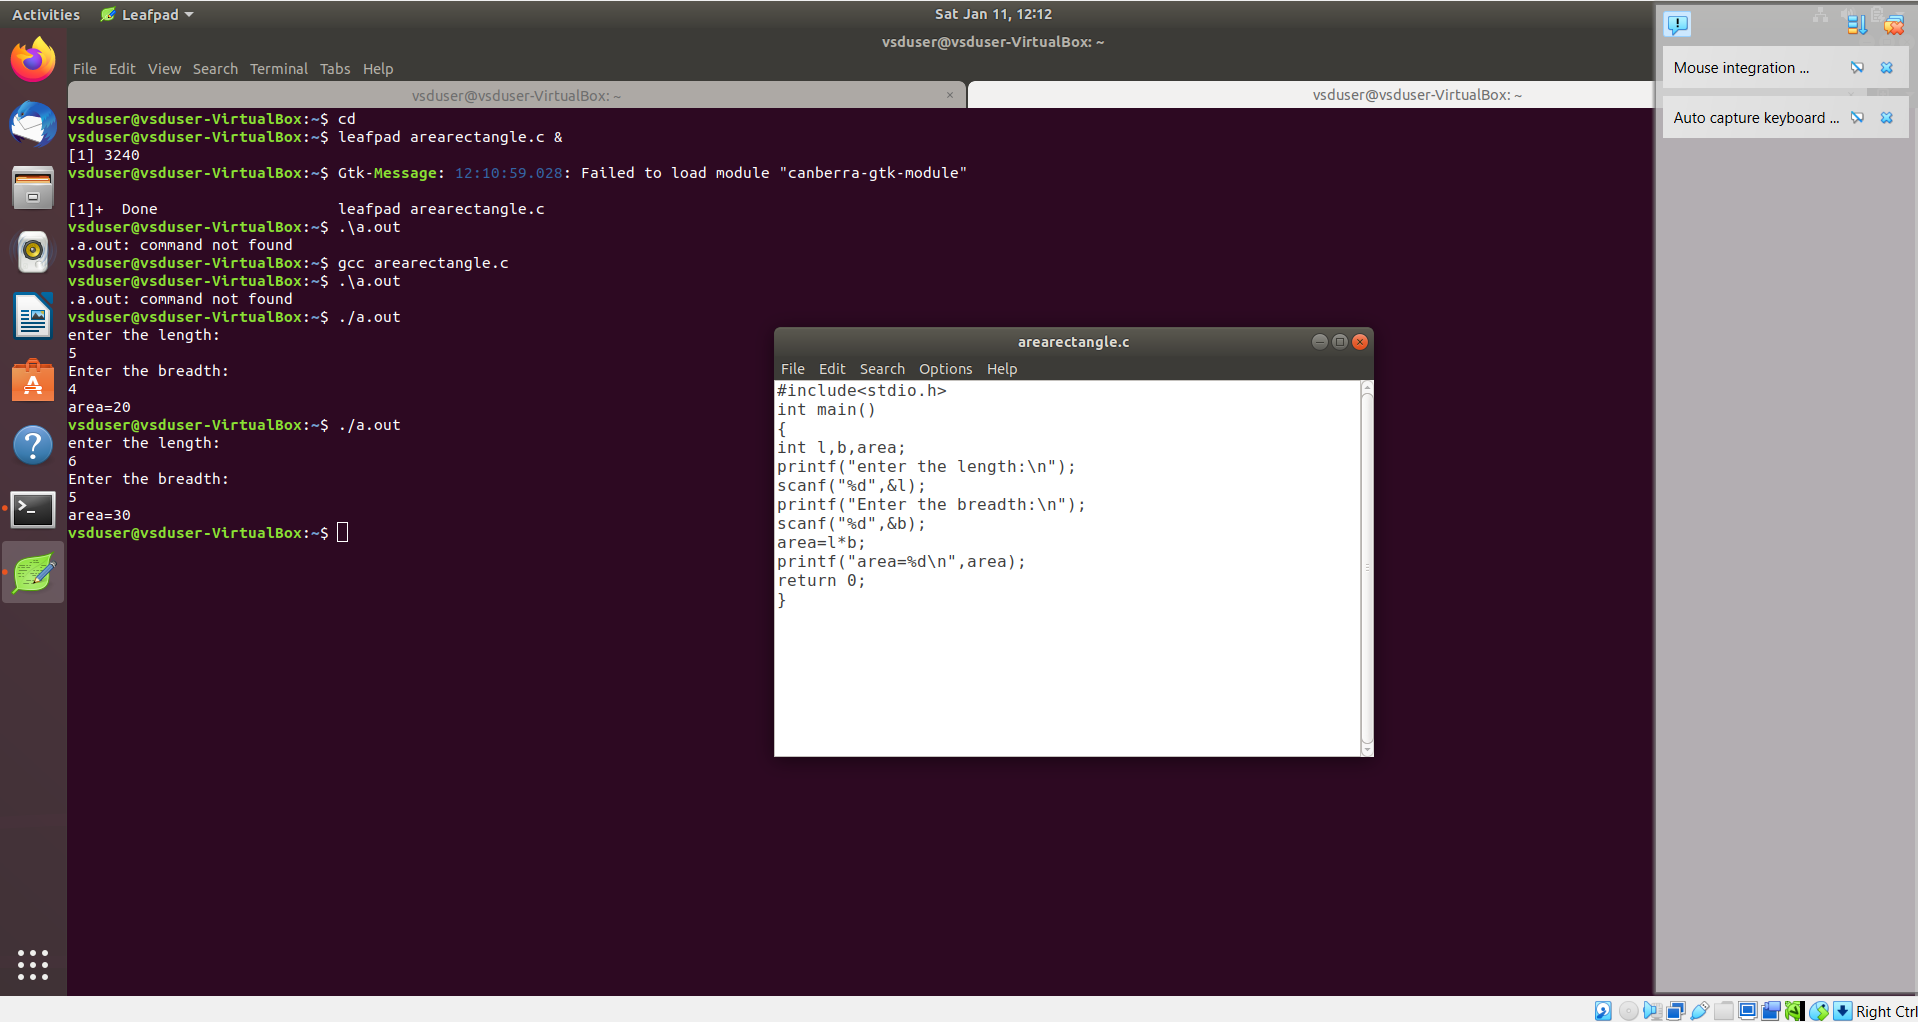 Activities Leafpad Sat Jan 11, 12:12
vsduser@vsduser-VirtualBox: ~
File Edit View Search Terminal Tabs Help
vsduser@vsduser-VirtualBox: ~ × vsduser@vsduser-VirtualBox: ~
vsduser@vsduser-VirtualBox:~$ cd
vsduser@vsduser-VirtualBox:~$ leafpad arearectangle.c &
[1] 3240
vsduser@vsduser-VirtualBox:~$ Gtk-Message: 12:10:59.028: Failed to load module "canberra-gtk-module"
[1]+  Done                    leafpad arearectangle.c
vsduser@vsduser-VirtualBox:~$ .\a.out
.a.out: command not found
vsduser@vsduser-VirtualBox:~$ gcc arearectangle.c
vsduser@vsduser-VirtualBox:~$ .\a.out
.a.out: command not found
vsduser@vsduser-VirtualBox:~$ ./a.out
enter the length:
5
Enter the breadth:
4
area=20
vsduser@vsduser-VirtualBox:~$ ./a.out
enter the length:
6
Enter the breadth:
5
area=30
vsduser@vsduser-VirtualBox:~$
arearectangle.c
File Edit Search Options Help
#include<stdio.h>
int main()
{
int l,b,area;
printf("enter the length:\n");
scanf("%d",&l);
printf("Enter the breadth:\n");
scanf("%d",&b);
area=l*b;
printf("area=%d\n",area);
return 0;
}
Mouse integration ...
Auto capture keyboard ...
Right Ctrl